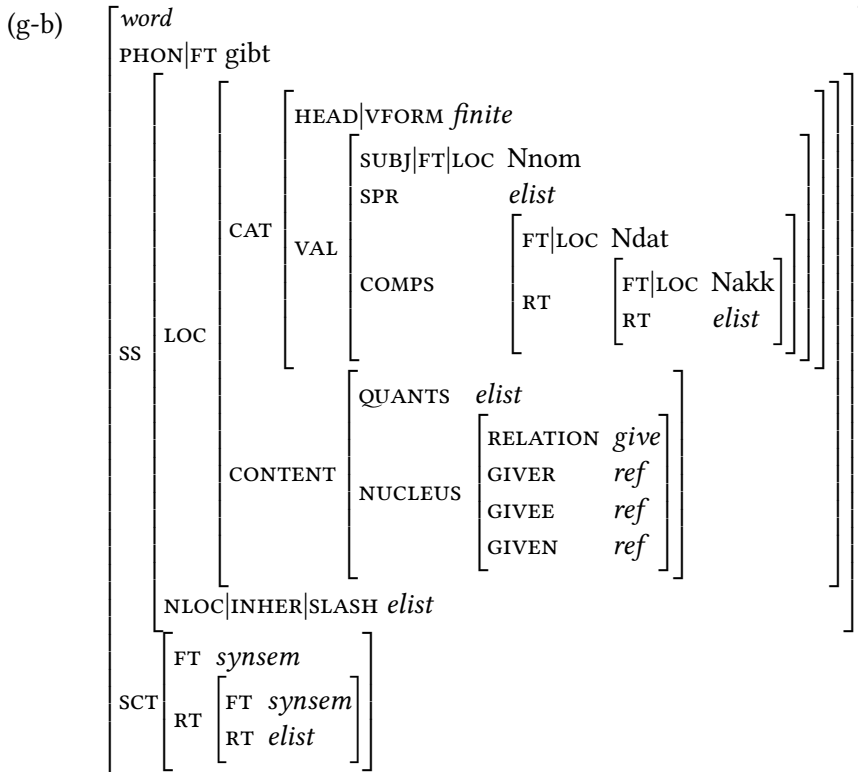 (g-b)
word
PHON|FT gibt
HEAD|VFORM finite
SUBJ|FT|LOC Nnom
SPR elist
FT|LOC Ndat
CAT
VAL
COMPS
FT|LOC Nakk
RT
RT elist
LOC
SS
QUANTS elist
RELATION give
CONTENT
GIVER ref
NUCLEUS
GIVEE ref
GIVEN ref
NLOC|INHER|SLASH elist
FT synsem
SCT
FT synsem
RT
RT elist